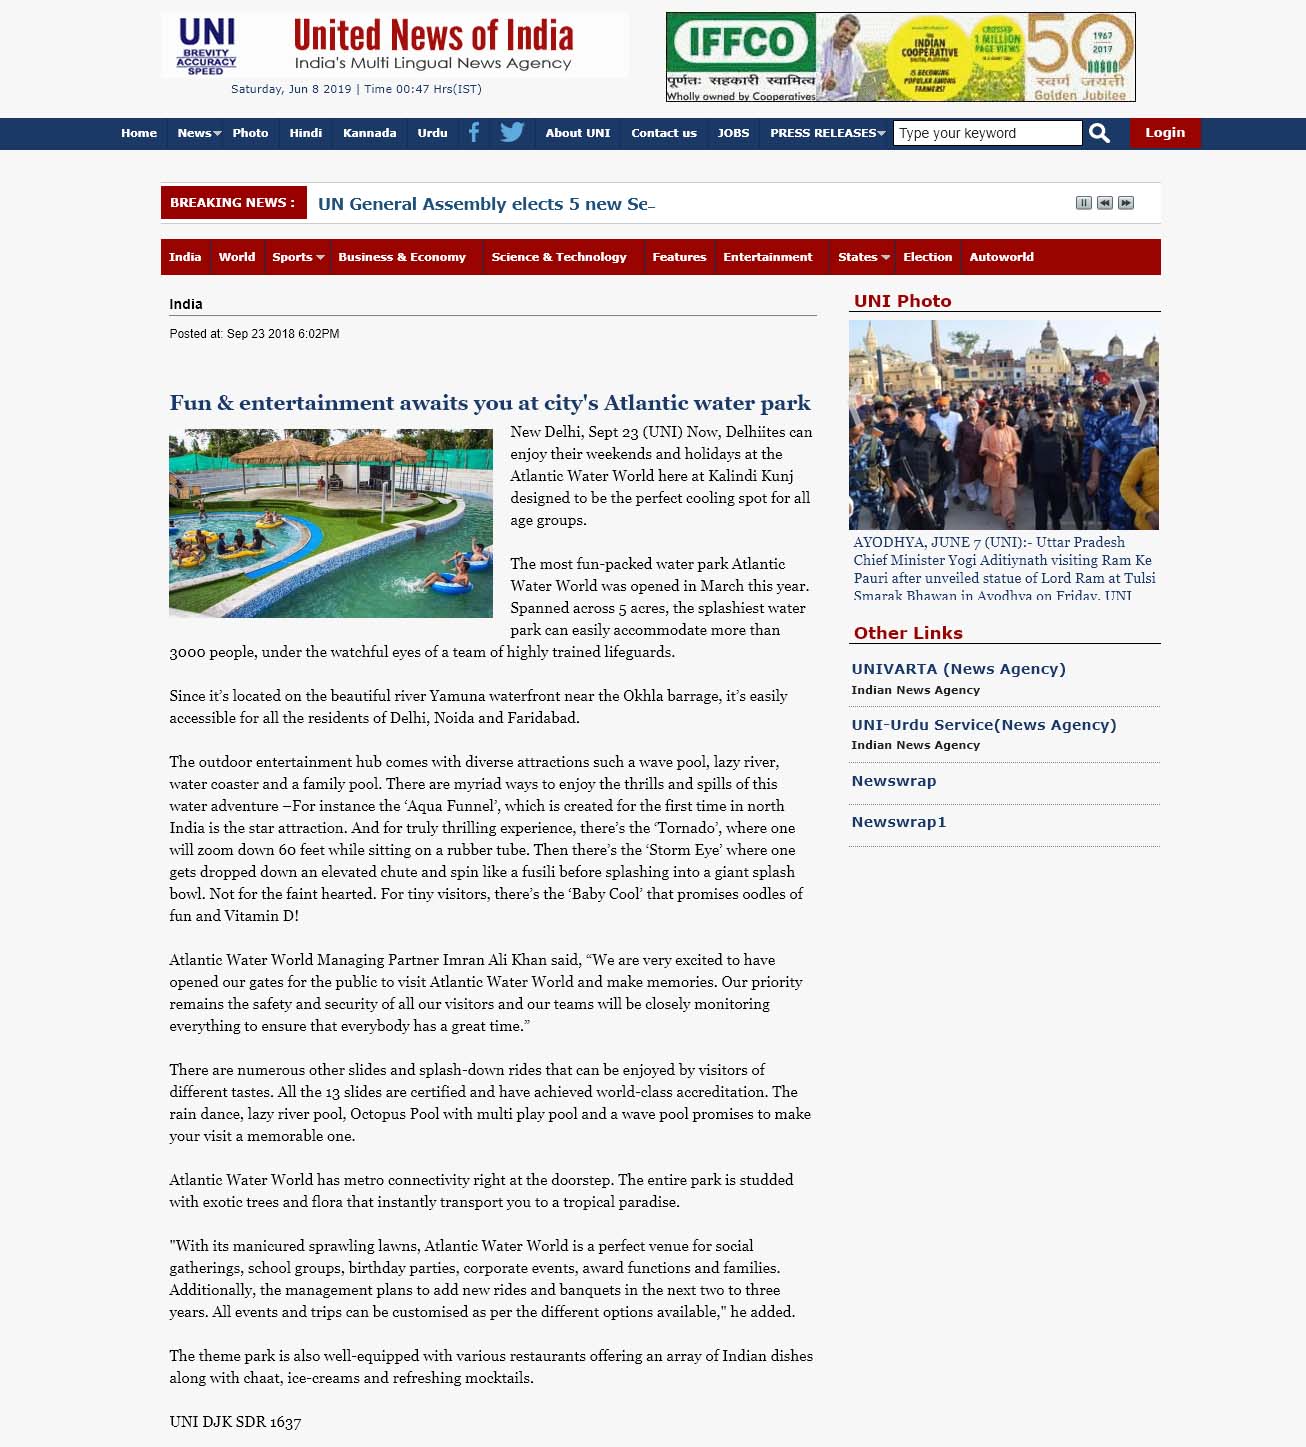 UNI
BREVITY
ACCURACY
SPEED
United News of India
India's Multi Lingual News Agency
Saturday, Jun 8 2019 | Time 00:47 Hrs(IST)
IFFCO
पूर्णतः सहकारी स्वामित्व
Wholly owned by Cooperatives
INDIAN
COOPERATIVE
DIGITAL PLATFORM
IS BECOMING
POPULAR AMONG
FARMERS!
CROSSED
1 MILLION
PAGE VIEWS
50
1967
2017
स्वर्ण जयंती
Golden Jubilee
Home News Photo Hindi Kannada Urdu About UNI Contact us JOBS PRESS RELEASES Type your keyword Login
BREAKING NEWS : UN General Assembly elects 5 new Se_
India World Sports Business & Economy Science & Technology Features Entertainment States Election Autoworld
India
Posted at: Sep 23 2018 6:02PM
Fun & entertainment awaits you at city's Atlantic water park
New Delhi, Sept 23 (UNI) Now, Delhiites can
enjoy their weekends and holidays at the
Atlantic Water World here at Kalindi Kunj
designed to be the perfect cooling spot for all
age groups.
The most fun-packed water park Atlantic
Water World was opened in March this year.
Spanned across 5 acres, the splashiest water
park can easily accommodate more than
3000 people, under the watchful eyes of a team of highly trained lifeguards.
Since it’s located on the beautiful river Yamuna waterfront near the Okhla barrage, it’s easily
accessible for all the residents of Delhi, Noida and Faridabad.
The outdoor entertainment hub comes with diverse attractions such a wave pool, lazy river,
water coaster and a family pool. There are myriad ways to enjoy the thrills and spills of this
water adventure –For instance the ‘Aqua Funnel’, which is created for the first time in north
India is the star attraction. And for truly thrilling experience, there’s the ‘Tornado’, where one
will zoom down 60 feet while sitting on a rubber tube. Then there’s the ‘Storm Eye’ where one
gets dropped down an elevated chute and spin like a fusili before splashing into a giant splash
bowl. Not for the faint hearted. For tiny visitors, there’s the ‘Baby Cool’ that promises oodles of
fun and Vitamin D!
Atlantic Water World Managing Partner Imran Ali Khan said, “We are very excited to have
opened our gates for the public to visit Atlantic Water World and make memories. Our priority
remains the safety and security of all our visitors and our teams will be closely monitoring
everything to ensure that everybody has a great time.”
There are numerous other slides and splash-down rides that can be enjoyed by visitors of
different tastes. All the 13 slides are certified and have achieved world-class accreditation. The
rain dance, lazy river pool, Octopus Pool with multi play pool and a wave pool promises to make
your visit a memorable one.
Atlantic Water World has metro connectivity right at the doorstep. The entire park is studded
with exotic trees and flora that instantly transport you to a tropical paradise.
"With its manicured sprawling lawns, Atlantic Water World is a perfect venue for social
gatherings, school groups, birthday parties, corporate events, award functions and families.
Additionally, the management plans to add new rides and banquets in the next two to three
years. All events and trips can be customised as per the different options available," he added.
The theme park is also well-equipped with various restaurants offering an array of Indian dishes
along with chaat, ice-creams and refreshing mocktails.
UNI DJK SDR 1637
UNI Photo
AYODHYA, JUNE 7 (UNI):- Uttar Pradesh
Chief Minister Yogi Aditiynath visiting Ram Ke
Pauri after unveiled statue of Lord Ram at Tulsi
Smarak Bhawan in Ayodhya on Friday. UNI
Other Links
UNIVARTA (News Agency)
Indian News Agency
UNI-Urdu Service(News Agency)
Indian News Agency
Newswrap
Newswrap1